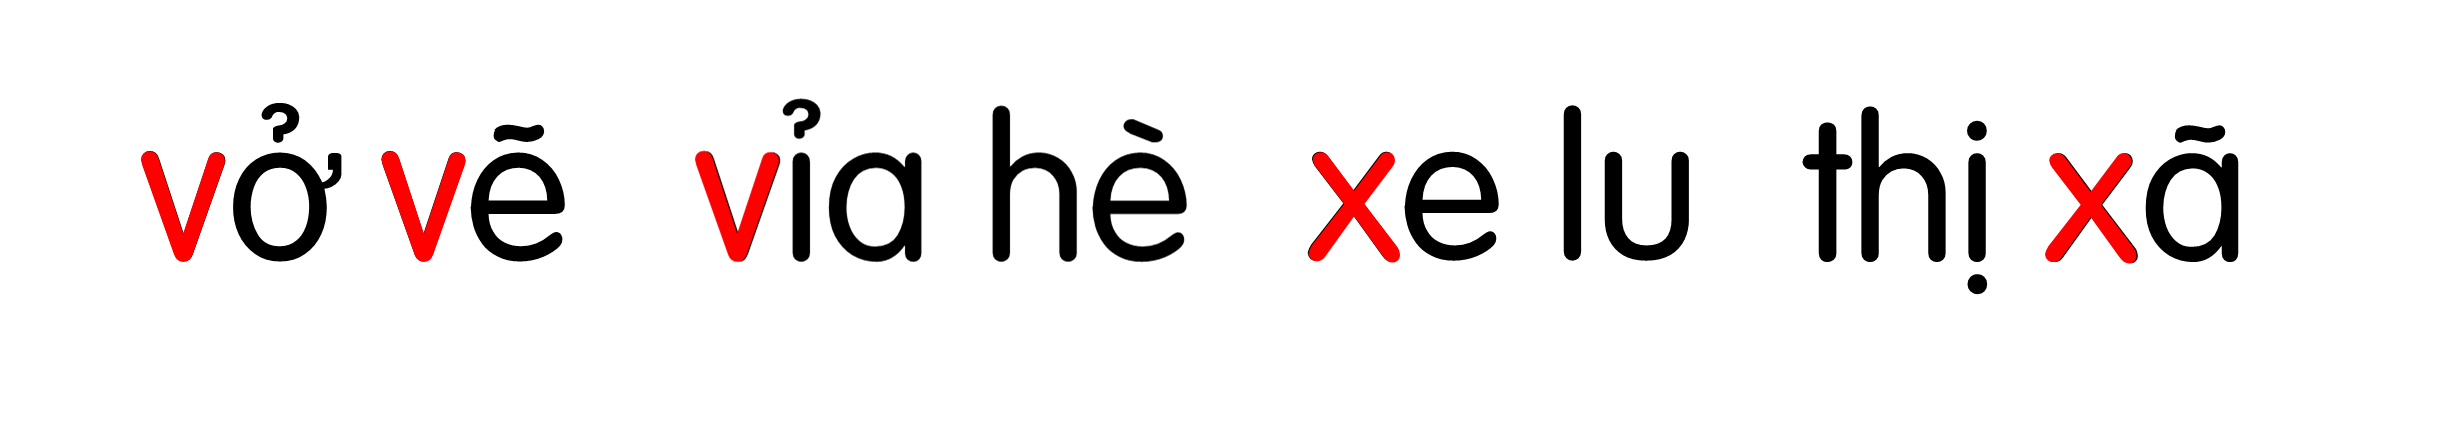 vở vẽ vỉa hè xe lu thị xã